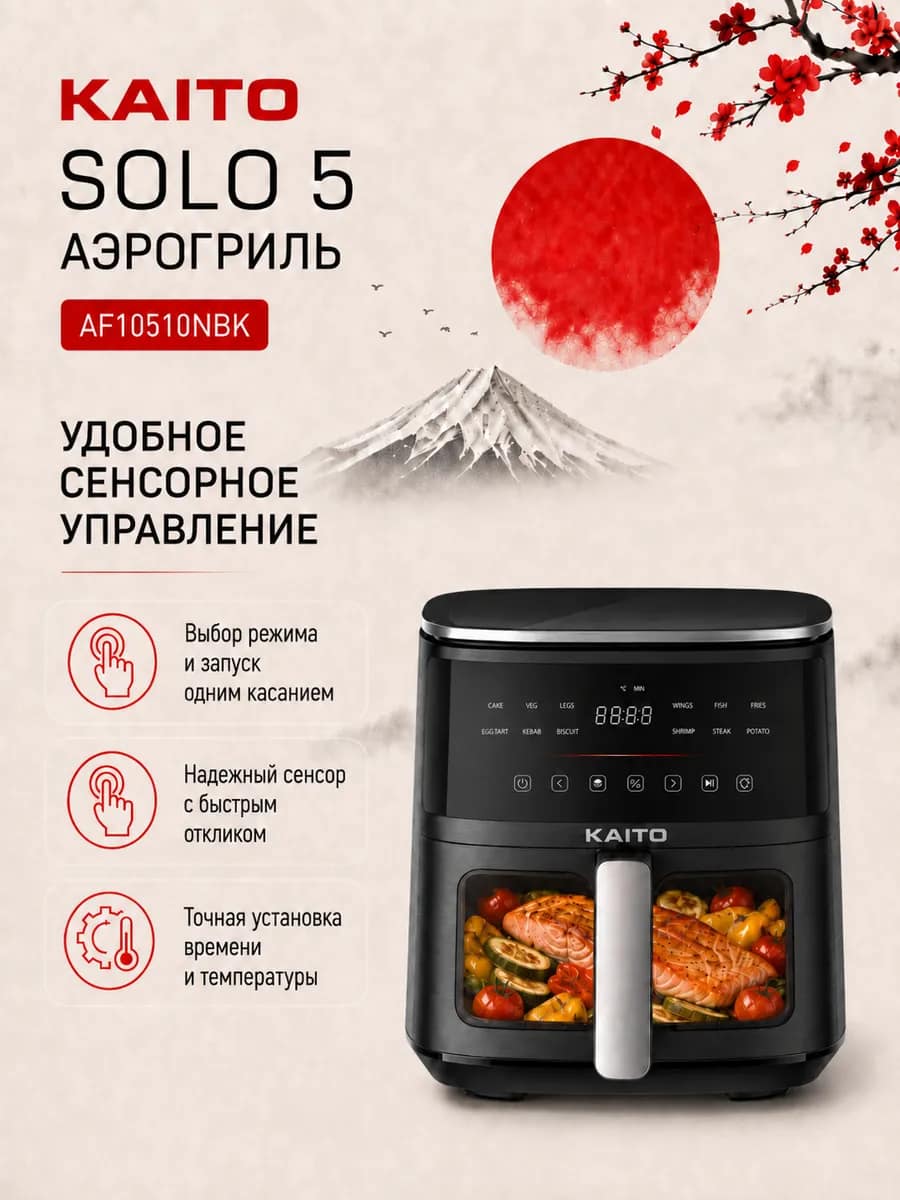 KAITO
SOLO 5
АЭРОГРИЛЬ
AF10510NBK
УДОБНОЕ
СЕНСОРНОЕ
УПРАВЛЕНИЕ
Выбор режима
и запуск
одним касанием
Надежный сенсор
с быстрым
откликом
Точная установка
времени
и температуры
°C MIN
CAKE VEG LEGS 88:88 WINGS FISH FRIES
EGG TART KEBAB BISCUIT SHRIMP STEAK POTATO
KAITO